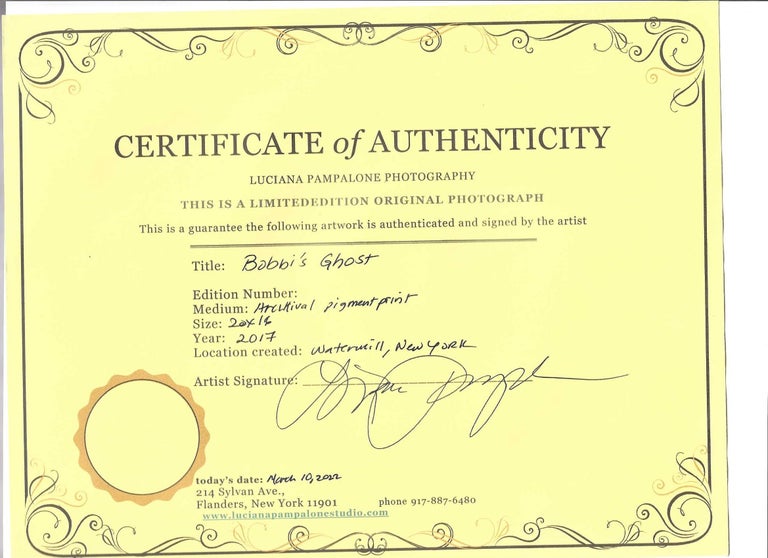 CERTIFICATE of AUTHENTICITY
LUCIANA PAMPALONE PHOTOGRAPHY
THIS IS A LIMITEDEDITION ORIGINAL PHOTOGRAPH
This is a guarantee the following artwork is authenticated and signed by the artist
Title: Bobbi's Ghost
Edition Number:
Medium: Archival pigment print
Size: 20x16
Year: 2017
Location created: Watermill, New York
Artist Signature:
today's date: March 10, 2022
214 Sylvan Ave.,
Flanders, New York 11901 phone 917-887-6480
www.lucianapampalonestudio.com